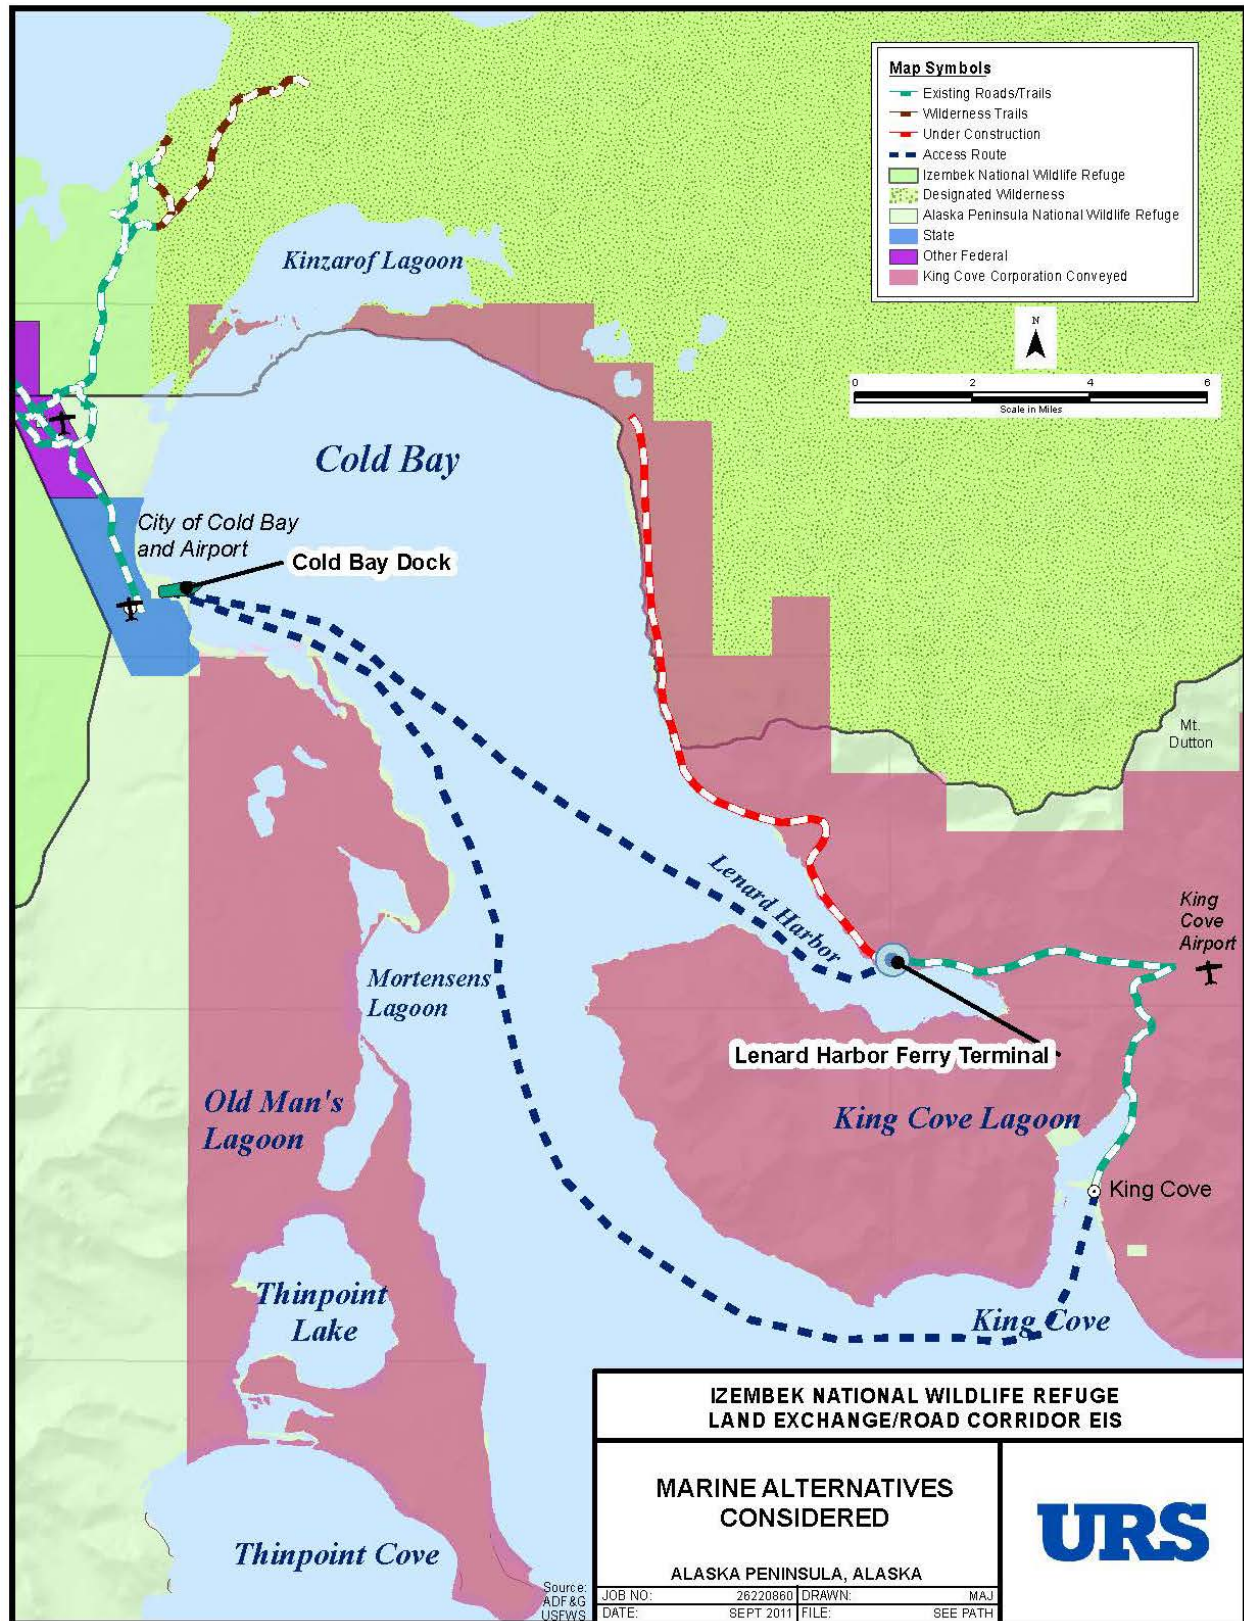 Map Symbols
Existing Roads/Trails
Wilderness Trails
Under Construction
Access Route
Izembek National Wildlife Refuge
Designated Wilderness
Alaska Peninsula National Wildlife Refuge
State
Other Federal
King Cove Corporation Conveyed
N
0 2 4 6
Scale in Miles
Kinzarof Lagoon
Cold Bay
City of Cold Bay
and Airport
Cold Bay Dock
Mt.
Dutton
Lenard Harbor
King
Cove
Airport
Mortensens
Lagoon
Lenard Harbor Ferry Terminal
Old Man's
Lagoon
King Cove Lagoon
King Cove
Thinpoint
Lake
King Cove
Thinpoint Cove
Source:
ADF&G
USFWS
IZEMBEK NATIONAL WILDLIFE REFUGE
LAND EXCHANGE/ROAD CORRIDOR EIS
MARINE ALTERNATIVES
CONSIDERED
ALASKA PENINSULA, ALASKA
JOB NO: 26220860 DRAWN: MAJ
DATE: SEPT 2011 FILE: SEE PATH
URS